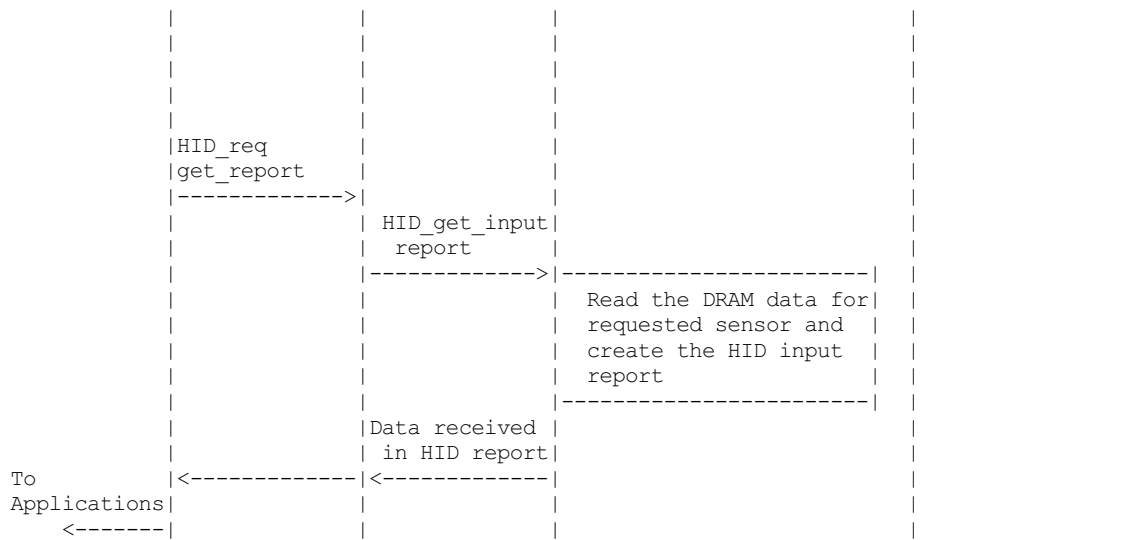 HID_req
get_report
HID_get_input
report
Read the DRAM data for
requested sensor and
create the HID input
report
Data received
in HID report
To
Applications